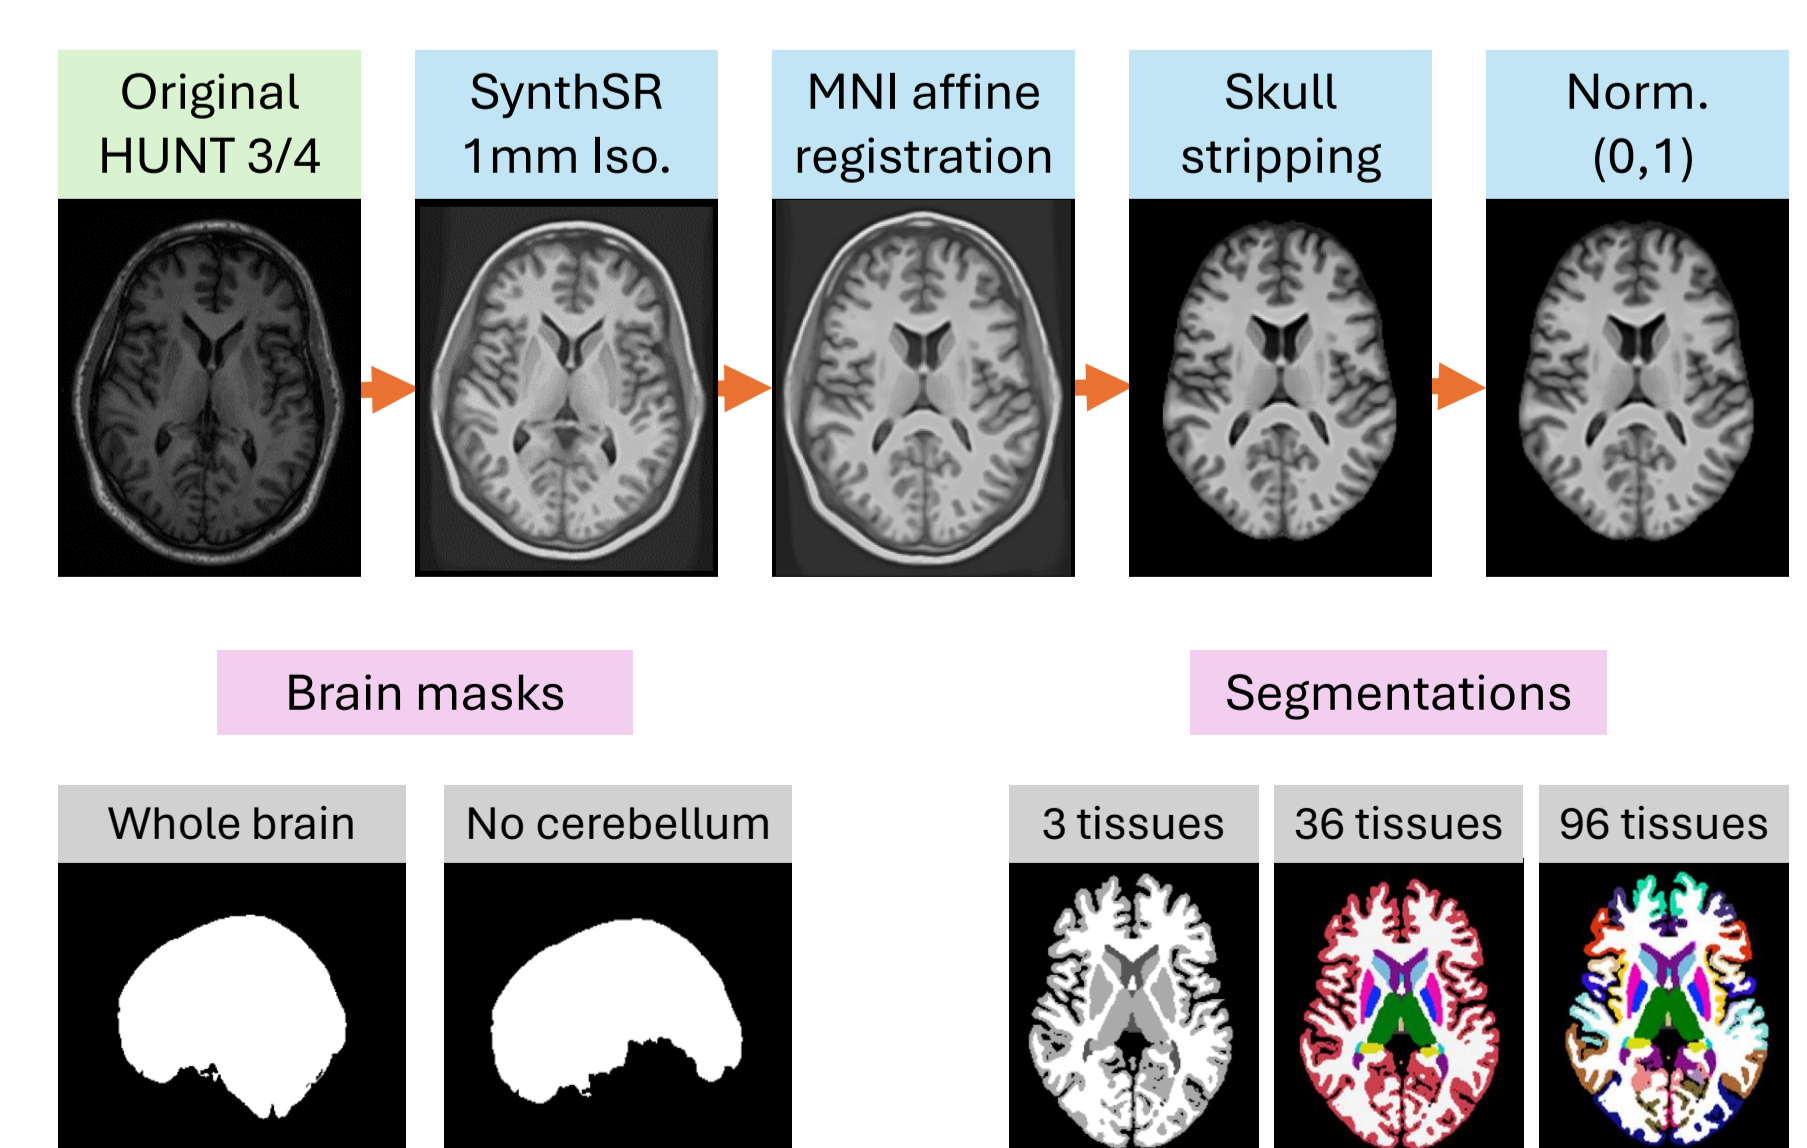 Original
HUNT 3/4
SynthSR
1mm Iso.
MNI affine
registration
Skull
stripping
Norm.
(0,1)
Brain masks
Segmentations
Whole brain
No cerebellum
3 tissues
36 tissues
96 tissues